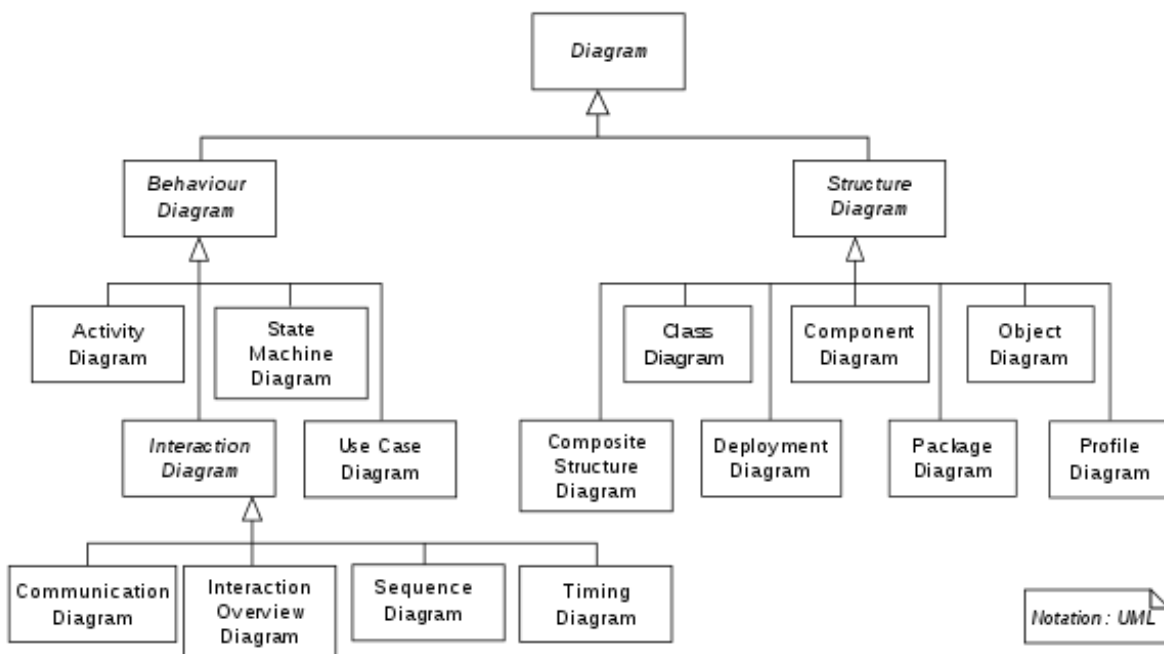 Diagram
Behaviour
Diagram
Structure
Diagram
Activity
Diagram
State
Machine
Diagram
Class
Diagram
Component
Diagram
Object
Diagram
Interaction
Diagram
Use Case
Diagram
Composite
Structure
Diagram
Deployment
Diagram
Package
Diagram
Profile
Diagram
Communication
Diagram
Interaction
Overview
Diagram
Sequence
Diagram
Timing
Diagram
Notation: UML